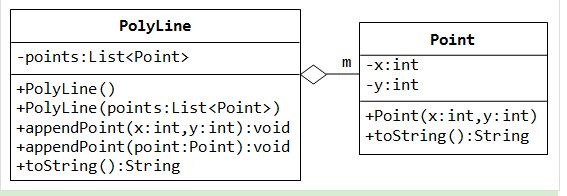 PolyLine
-points:List<Point>
+PolyLine()
+PolyLine(points:List<Point>)
+appendPoint(x:int,y:int):void
+appendPoint(point:Point):void
+toString():String
m
Point
-x:int
-y:int
+Point(x:int,y:int)
+toString():String